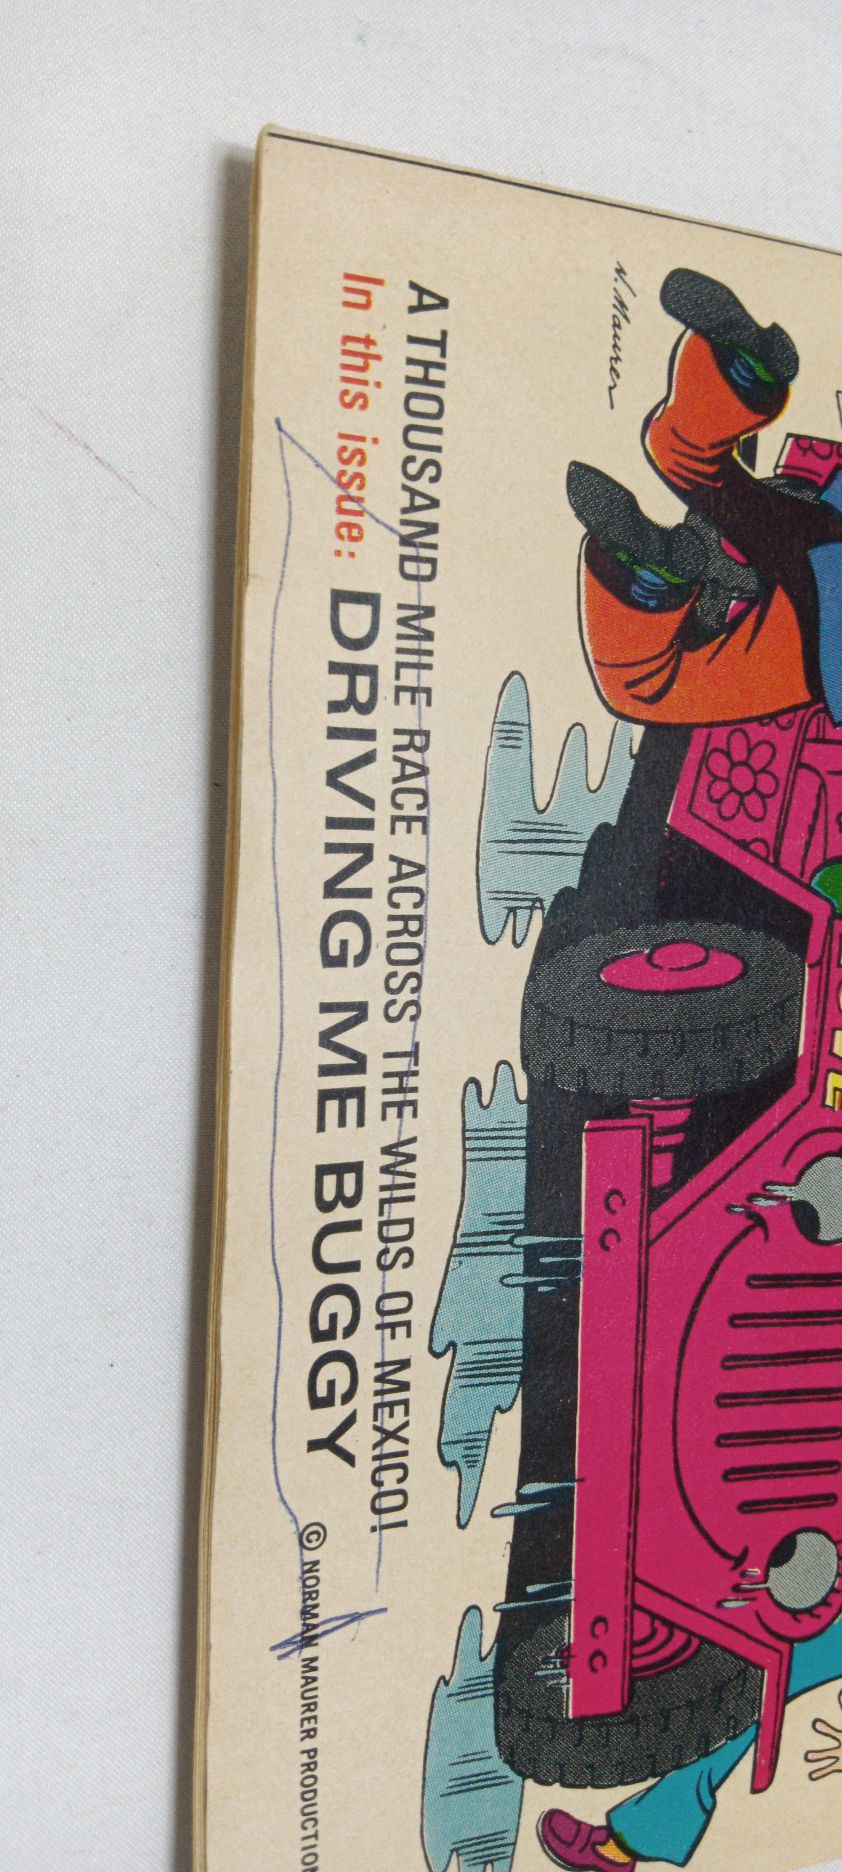 N. Maurer
A THOUSAND MILE RACE ACROSS THE WILDS OF MEXICO!
In this issue: DRIVING ME BUGGY
© NORMAN MAURER PRODUCTION